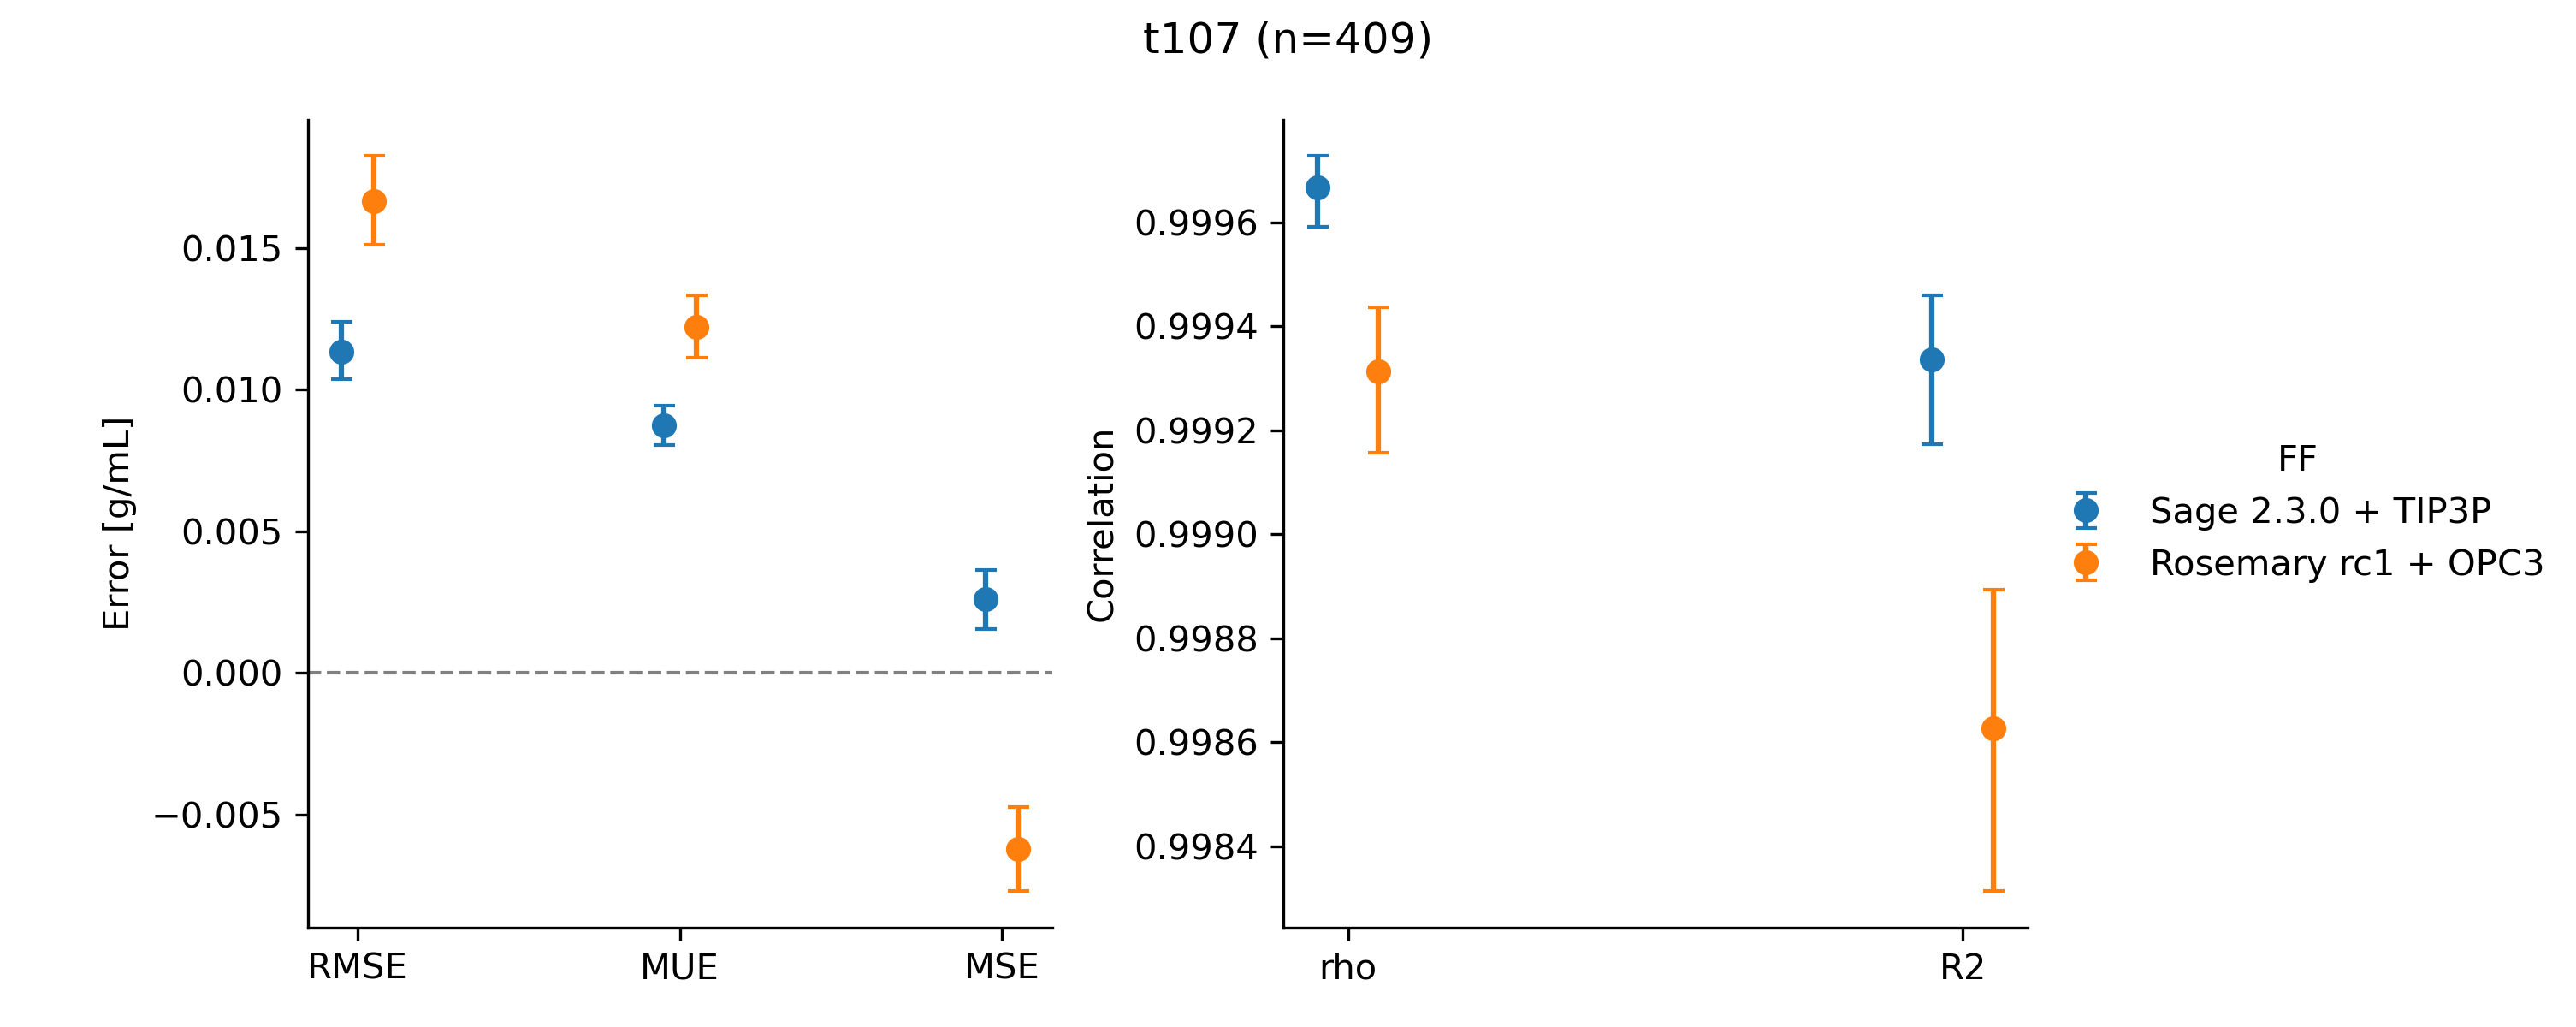 t107 (n=409)
Error [g/mL]
0.015
0.010
0.005
0.000
−0.005
RMSE
MUE
MSE
Correlation
0.9996
0.9994
0.9992
0.9990
0.9988
0.9986
0.9984
rho
R2
FF
Sage 2.3.0 + TIP3P
Rosemary rc1 + OPC3